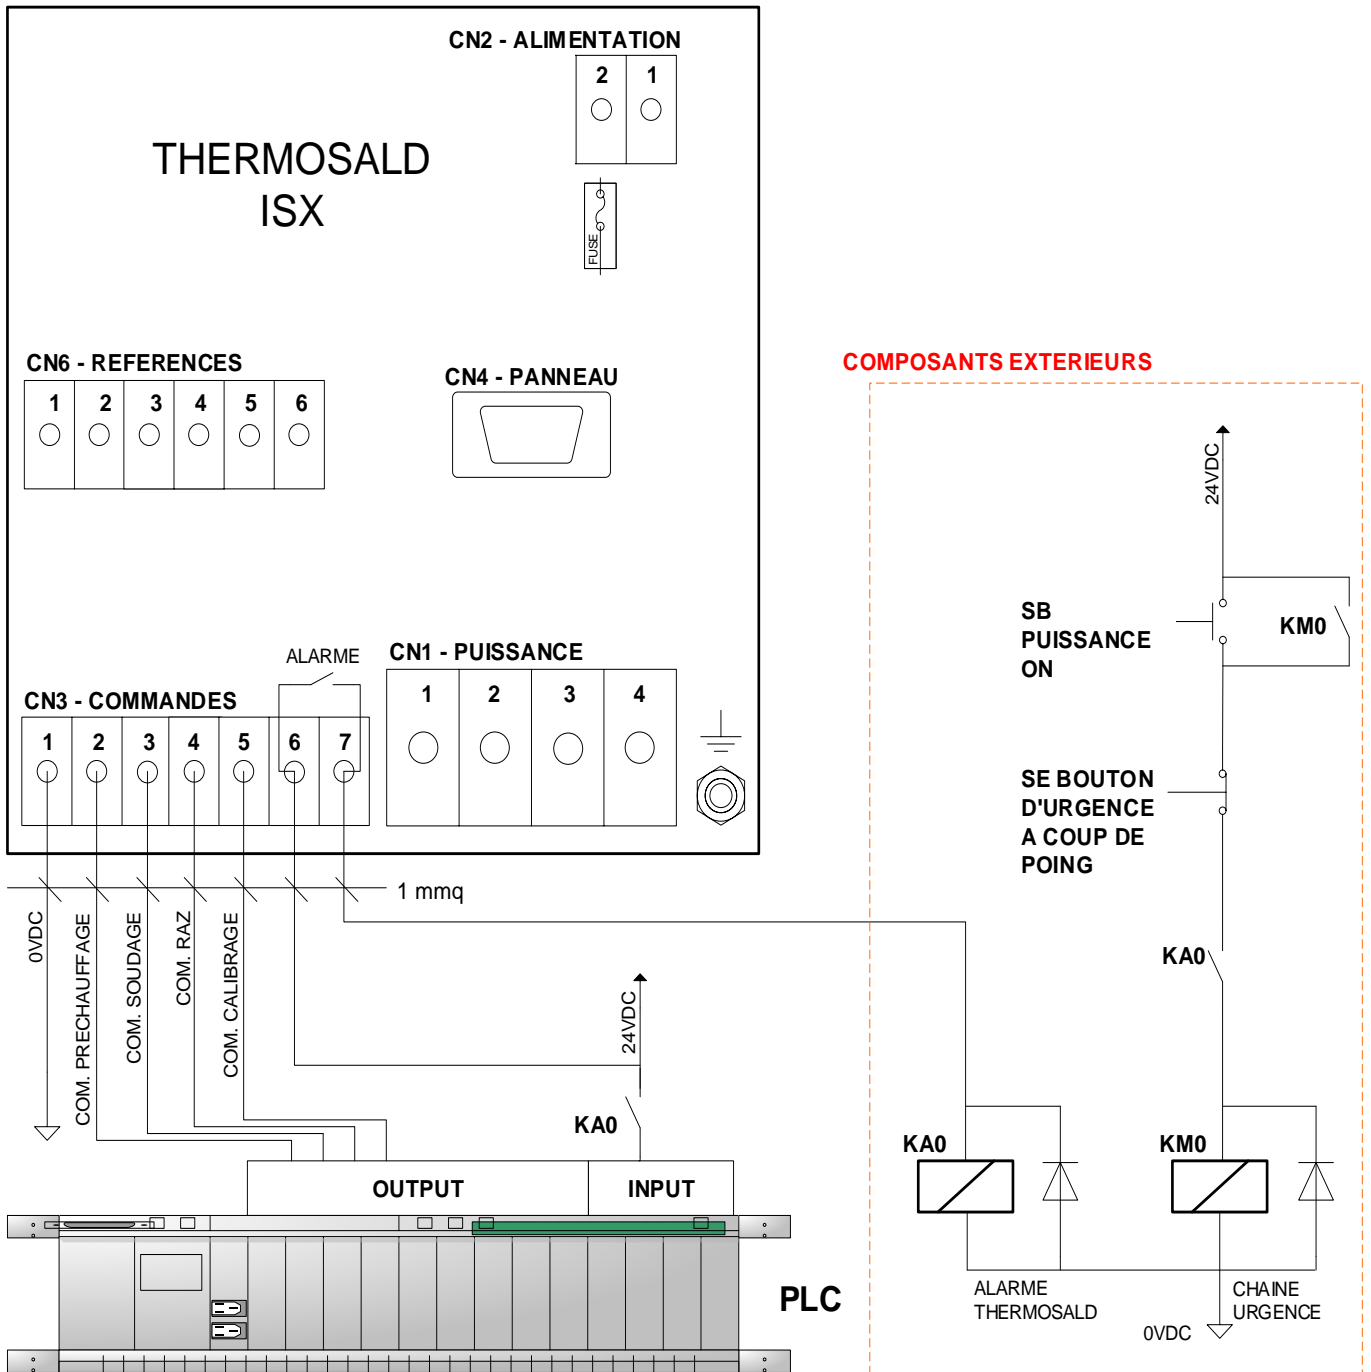 CN2 - ALIMENTATION
2 1
THERMOSALD
ISX
FUSE
CN6 - REFERENCES
1 2 3 4 5 6
CN4 - PANNEAU
COMPOSANTS EXTERIEURS
24VDC
SB
PUISSANCE
ON
KM0
ALARME
CN1 - PUISSANCE
1 2 3 4
CN3 - COMMANDES
1 2 3 4 5 6 7
SE BOUTON
D'URGENCE
A COUP DE
POING
1 mmq
0VDC
COM. PRECHAUFFAGE
COM. SOUDAGE
COM. RAZ
COM. CALIBRAGE
24VDC
KA0
KA0
KA0
KM0
OUTPUT
INPUT
PLC
ALARME
THERMOSALD
CHAINE
URGENCE
0VDC